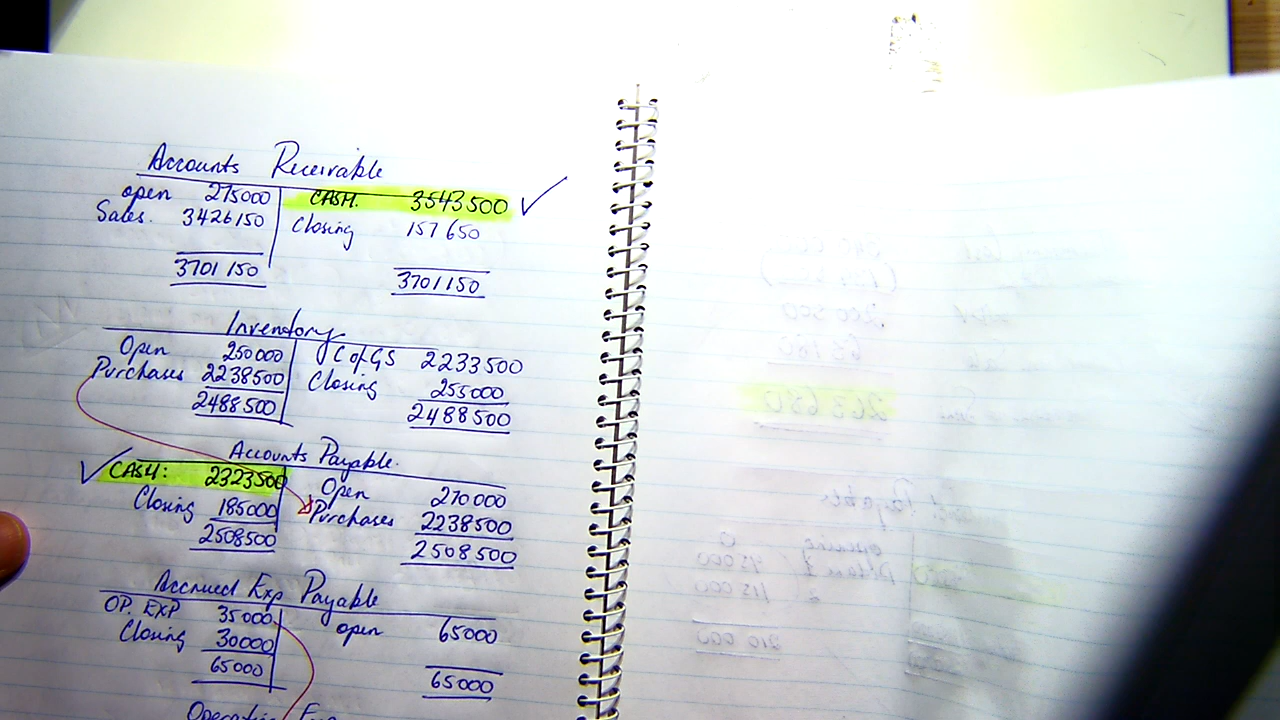 Accounts Receivable
open 275000 CASH. 3543500
Sales. 3426150 Closing 157650
3701150 3701150
Inventory
Open 250000 C of GS 2233500
Purchases 2238500 Closing 255000
2488500 2488500
Accounts Payable.
CASH: 2323500 Open 270000
Closing 185000 Purchases 2238500
2508500 2508500
Accrued Exp Payable
OP. EXP 35000 open 65000
Closing 30000
65000 65000